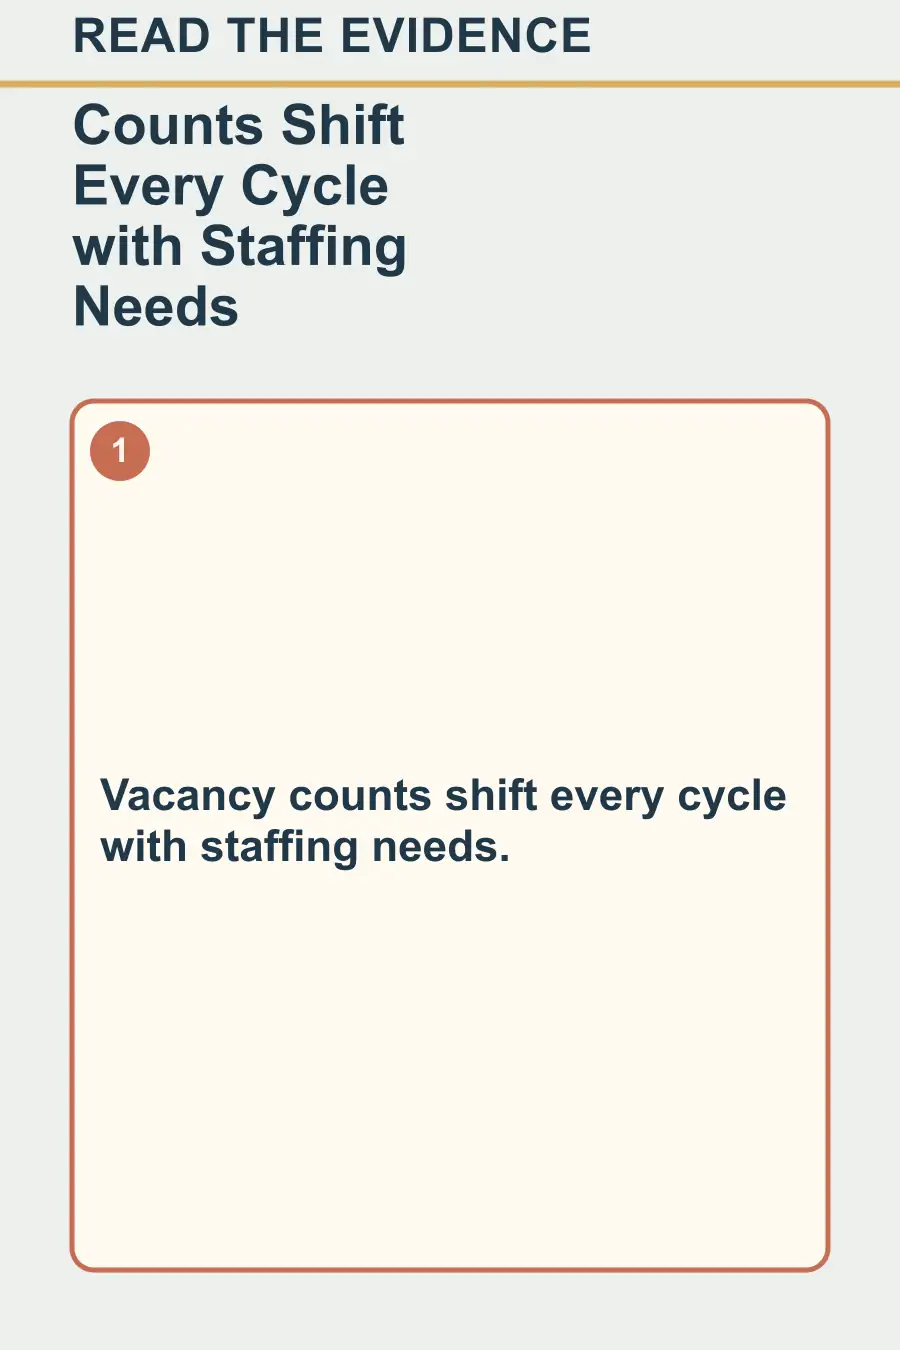 READ THE EVIDENCE
Counts Shift
Every Cycle
with Staffing
Needs
1
Vacancy counts shift every cycle
with staffing needs.